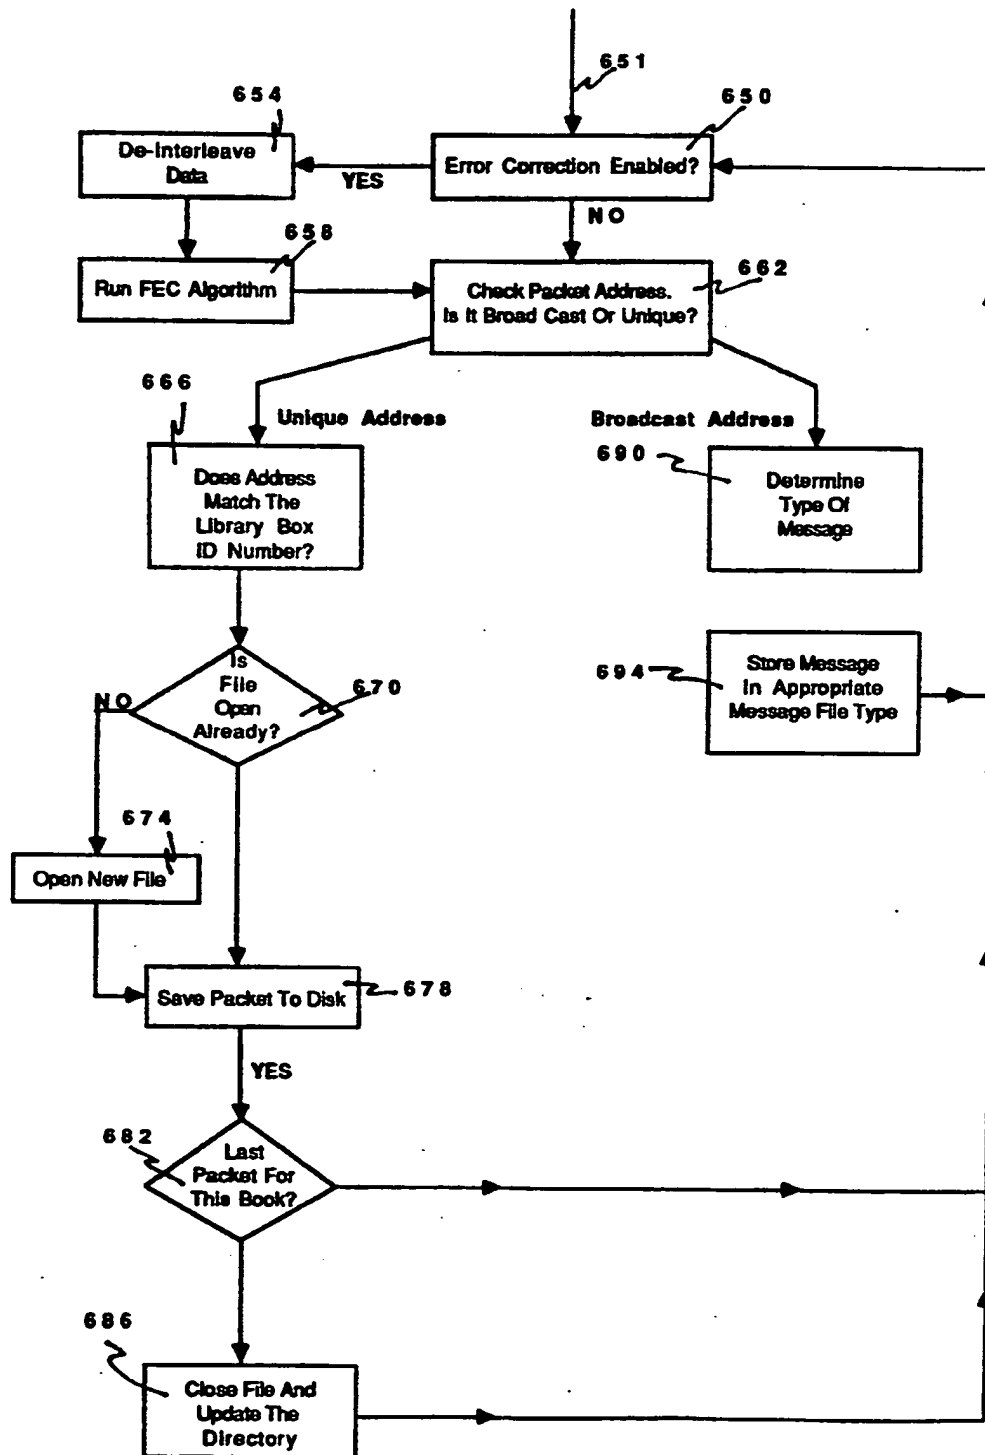 651
654
650
De-Interleave
Data
YES
Error Correction Enabled?
NO
658
Run FEC Algorithm
662
Check Packet Address.
Is It Broad Cast Or Unique?
666
Unique Address
Broadcast Address
690
Does Address
Match The
Library Box
ID Number?
Determine
Type Of
Message
694
Store Message
In Appropriate
Message File Type
NO
Is
File
Open
Already?
670
674
Open New File
Save Packet To Disk
678
YES
682
Last
Packet For
This Book?
686
Close File And
Update The
Directory